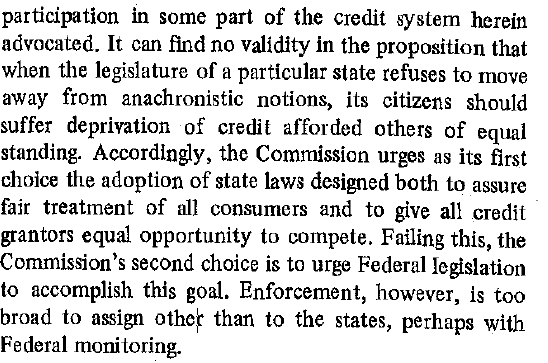 participation in some part of the credit system herein
advocated. It can find no validity in the proposition that
when the legislature of a particular state refuses to move
away from anachronistic notions, its citizens should
suffer deprivation of credit afforded others of equal
standing. Accordingly, the Commission urges as its first
choice the adoption of state laws designed both to assure
fair treatment of all consumers and to give all credit
grantors equal opportunity to compete. Failing this, the
Commission's second choice is to urge Federal legislation
to accomplish this goal. Enforcement, however, is too
broad to assign other than to the states, perhaps with
Federal monitoring.